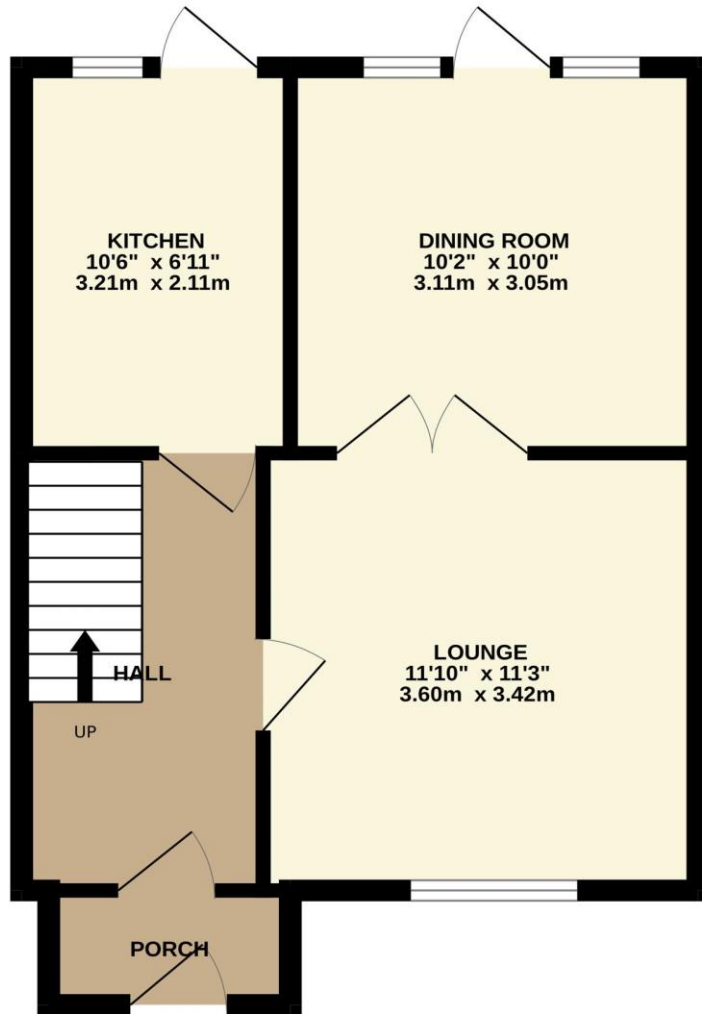 KITCHEN
10'6" x 6'11"
3.21m x 2.11m
DINING ROOM
10'2" x 10'0"
3.11m x 3.05m
HALL
UP
LOUNGE
11'10" x 11'3"
3.60m x 3.42m
PORCH